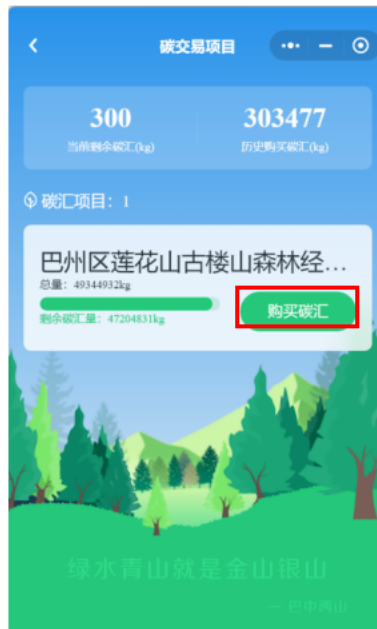 碳交易项目
300
303477
当前剩余碳汇(kg)
历史购买碳汇(kg)
碳汇项目：1
巴州区莲花山古楼山森林经...
总量：49344932kg
剩余碳汇量：47204831kg
购买碳汇
绿水青山就是金山银山
— 巴中两山